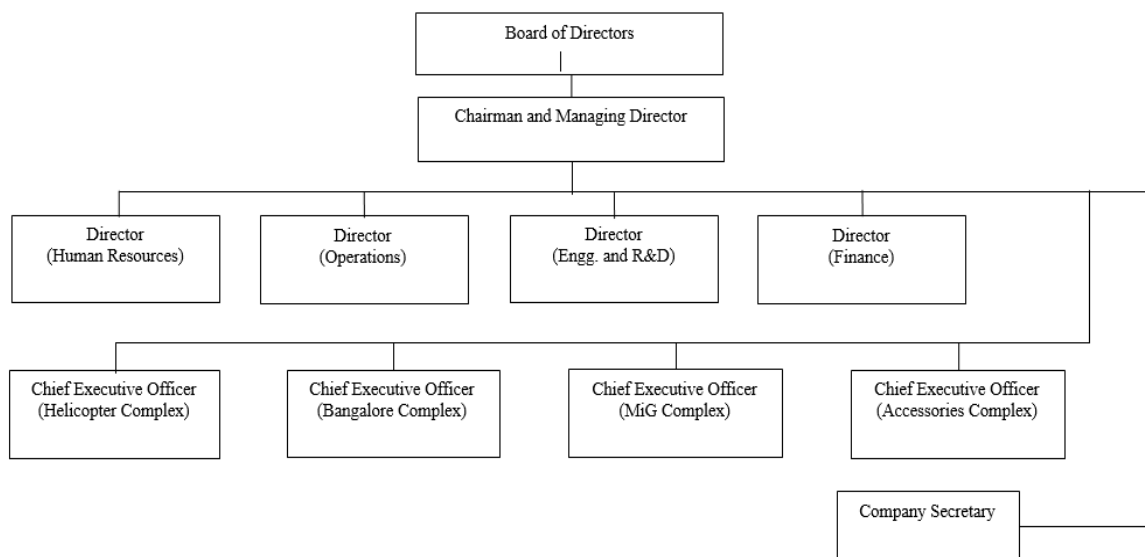 Board of Directors
Chairman and Managing Director
Director
(Human Resources)
Director
(Operations)
Director
(Engg. and R&D)
Director
(Finance)
Chief Executive Officer
(Helicopter Complex)
Chief Executive Officer
(Bangalore Complex)
Chief Executive Officer
(MiG Complex)
Chief Executive Officer
(Accessories Complex)
Company Secretary